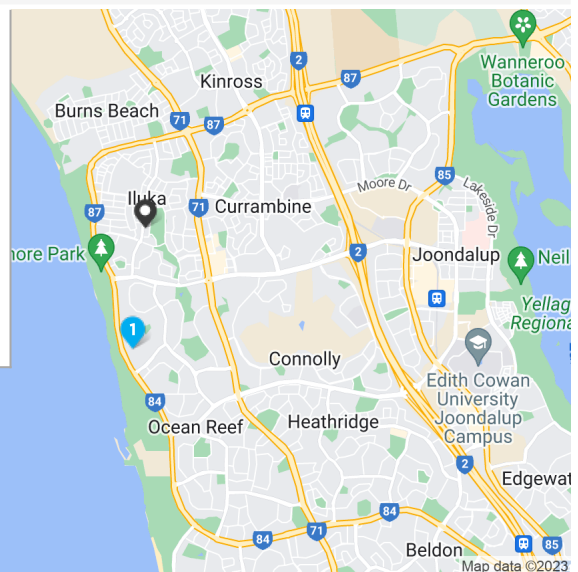 2
Kinross
87
Wanneroo
Botanic
Gardens
Burns Beach
71
87
85
Moore Dr
Lakeside Dr
Iluka
87
71
Currambine
nore Park
2
Joondalup
Neil
Yellag
Regiona
1
Connolly
Edith Cowan
University
Joondalup
Campus
84
Ocean Reef
Heathridge
2
Edgewat
84
84
71
85
Beldon
Map data ©2023